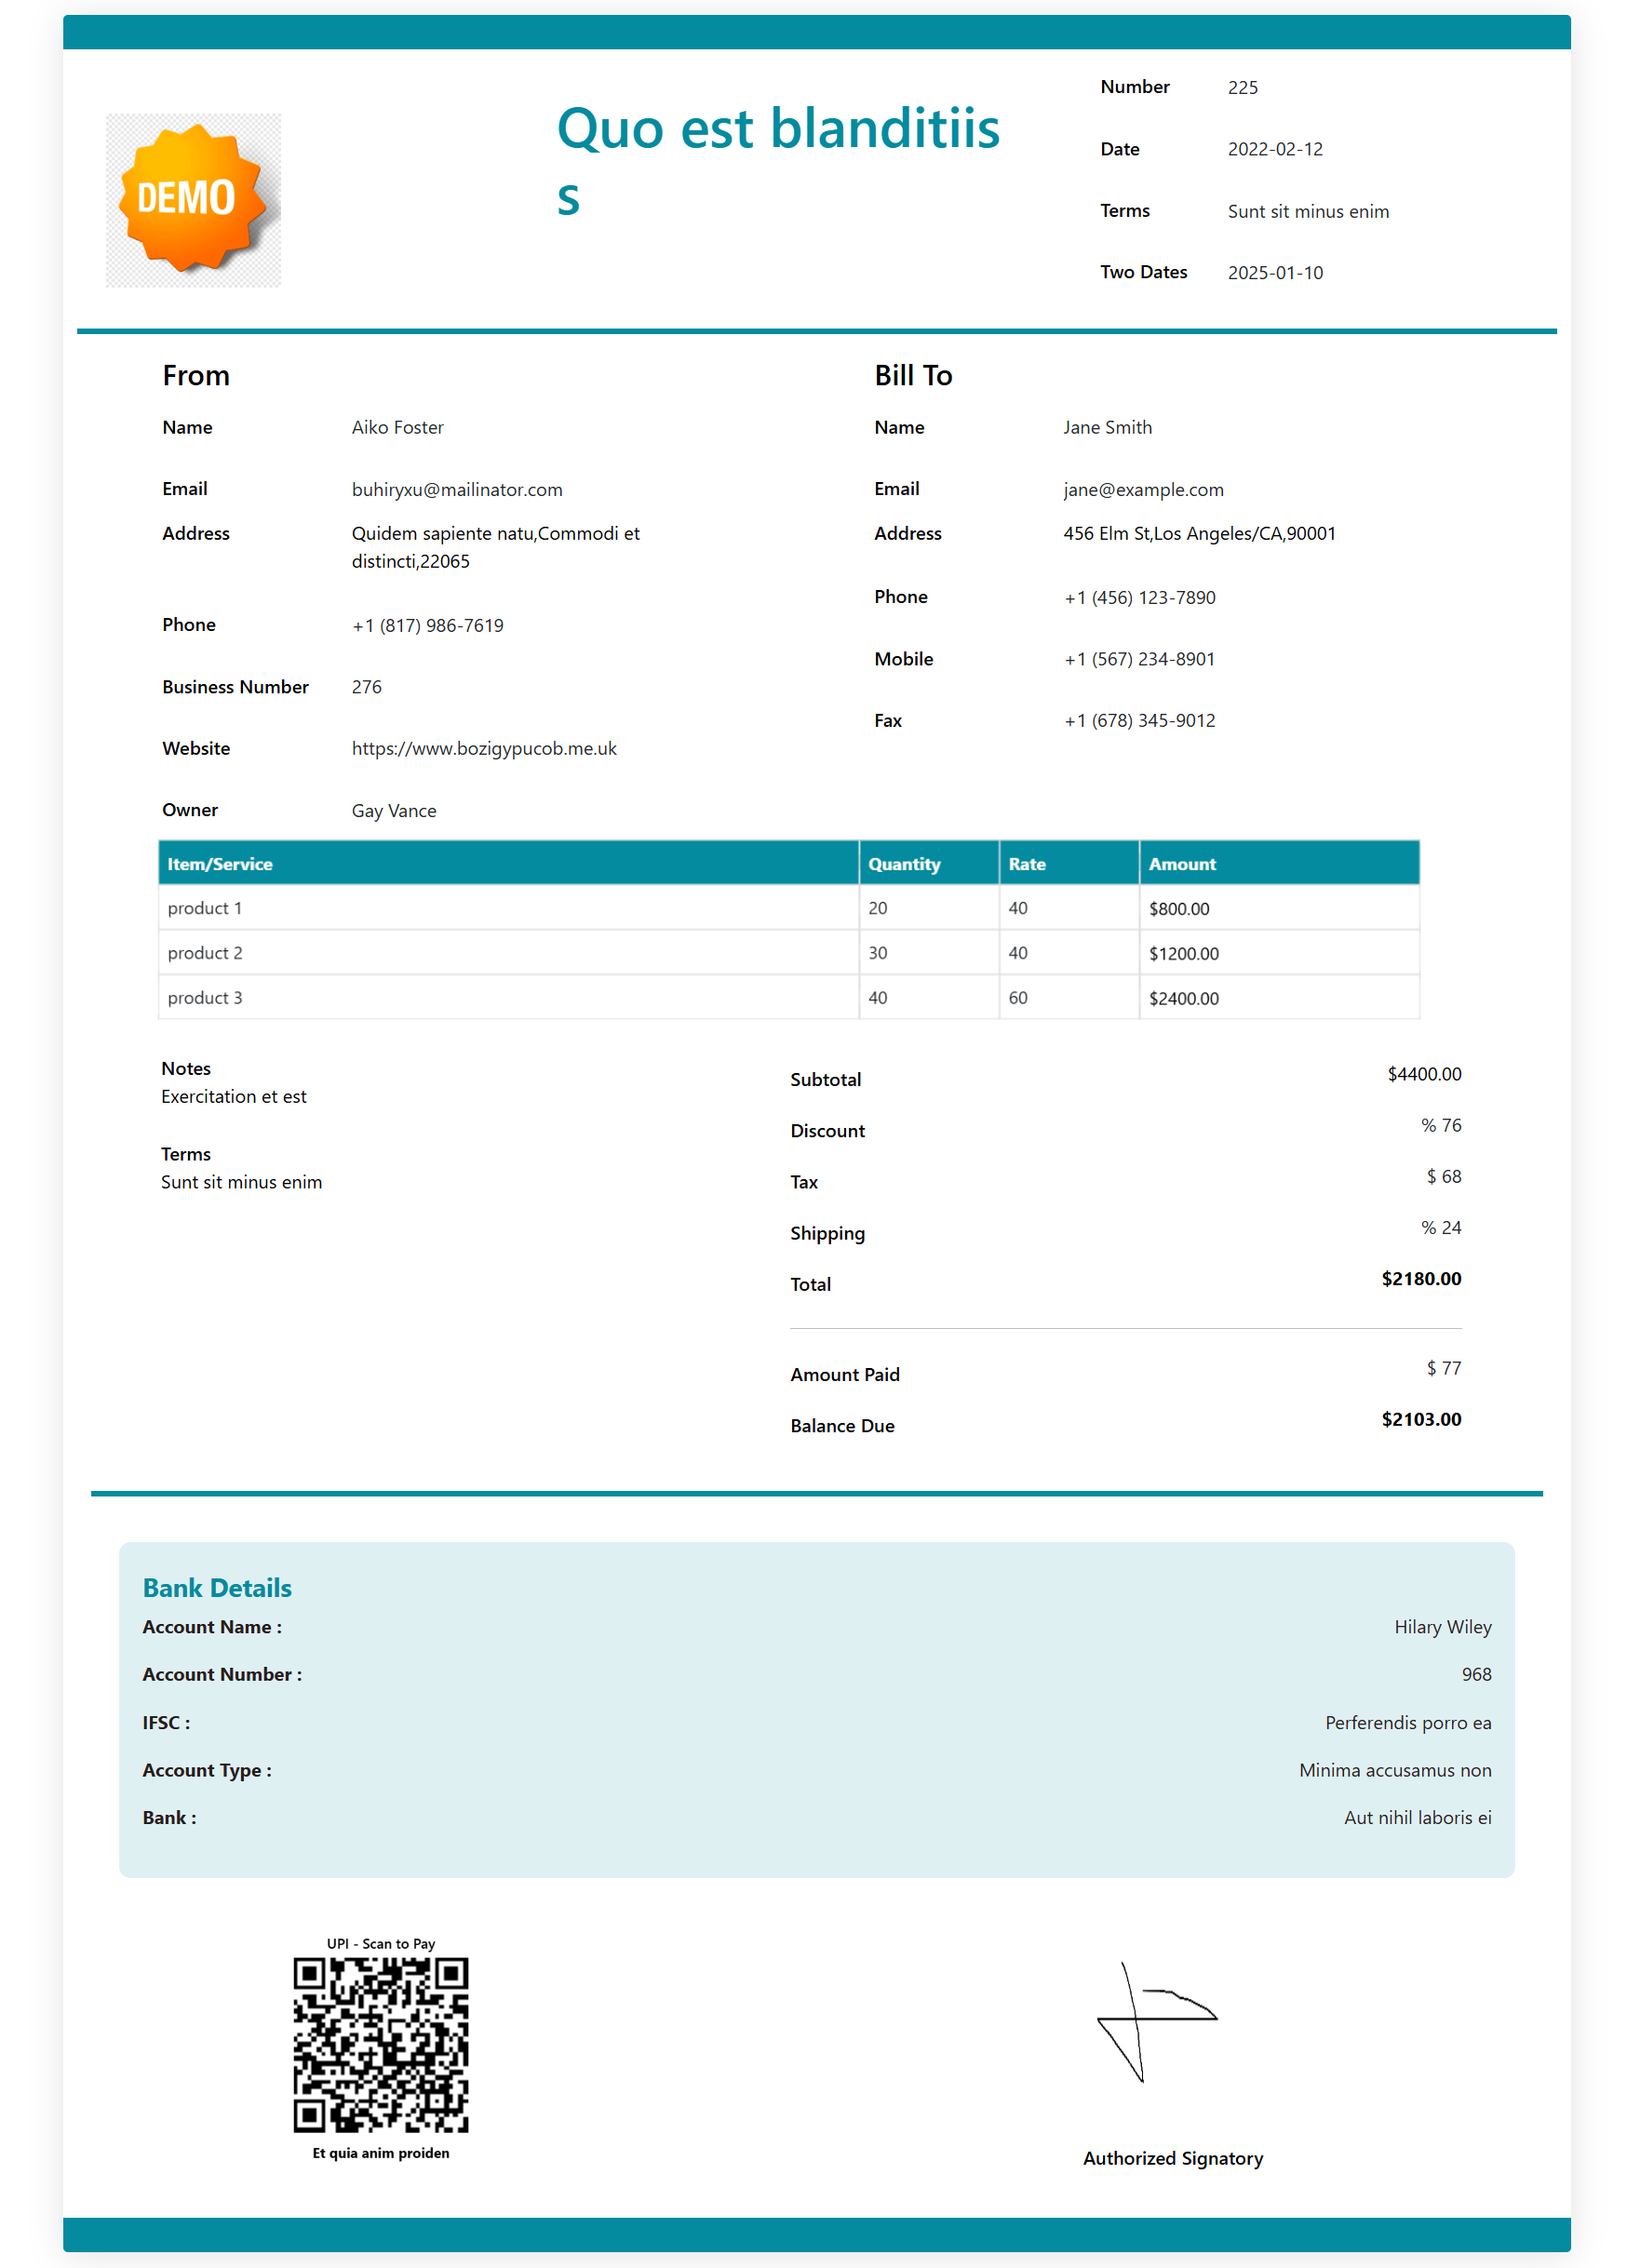 DEMO
Quo est blanditiis
s
Number 225
Date 2022-02-12
Terms Sunt sit minus enim
Two Dates 2025-01-10
From
Name Aiko Foster
Email buhiryxu@mailinator.com
Address Quidem sapiente natu,Commodi et
distincti,22065
Phone +1 (817) 986-7619
Business Number 276
Website https://www.bozigypucob.me.uk
Owner Gay Vance
Bill To
Name Jane Smith
Email jane@example.com
Address 456 Elm St,Los Angeles/CA,90001
Phone +1 (456) 123-7890
Mobile +1 (567) 234-8901
Fax +1 (678) 345-9012
Item/Service Quantity Rate Amount
product 1 20 40 $800.00
product 2 30 40 $1200.00
product 3 40 60 $2400.00
Notes
Exercitation et est
Terms
Sunt sit minus enim
Subtotal $4400.00
Discount % 76
Tax $ 68
Shipping % 24
Total $2180.00
Amount Paid $ 77
Balance Due $2103.00
Bank Details
Account Name : Hilary Wiley
Account Number : 968
IFSC : Perferendis porro ea
Account Type : Minima accusamus non
Bank : Aut nihil laboris ei
UPI - Scan to Pay
Et quia anim proiden
Authorized Signatory